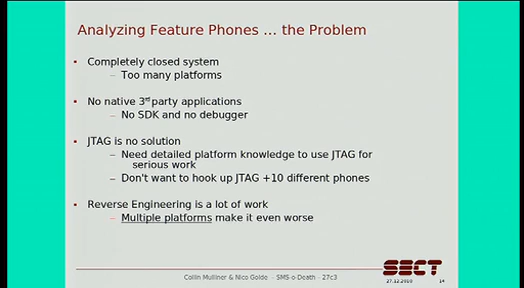 Analyzing Feature Phones ... the Problem
• Completely closed system
– Too many platforms
• No native 3rd party applications
– No SDK and no debugger
• JTAG is no solution
– Need detailed platform knowledge to use JTAG for
serious work
– Don't want to hook up JTAG +10 different phones
• Reverse Engineering is a lot of work
– Multiple platforms make it even worse
SECT
Collin Mulliner & Nico Golde - SMS-o-Death - 27c3
27.12.2010
14